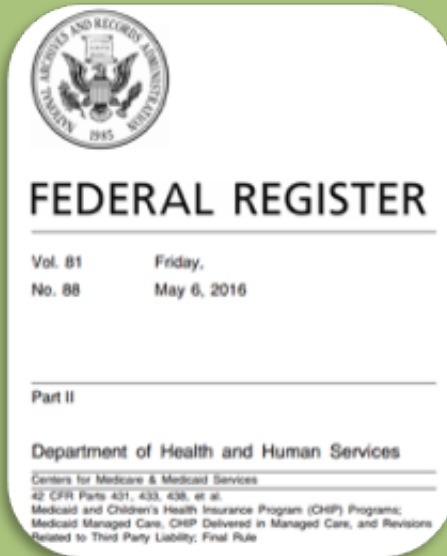 NATIONAL ARCHIVES AND RECORDS ADMINISTRATION
1985
FEDERAL REGISTER
Vol. 81 Friday,
No. 88 May 6, 2016
Part II
Department of Health and Human Services
Centers for Medicare & Medicaid Services
42 CFR Parts 431, 433, 438, et al.
Medicaid and Children's Health Insurance Program (CHIP) Programs;
Medicaid Managed Care, CHIP Delivered in Managed Care, and Revisions
Related to Third Party Liability; Final Rule